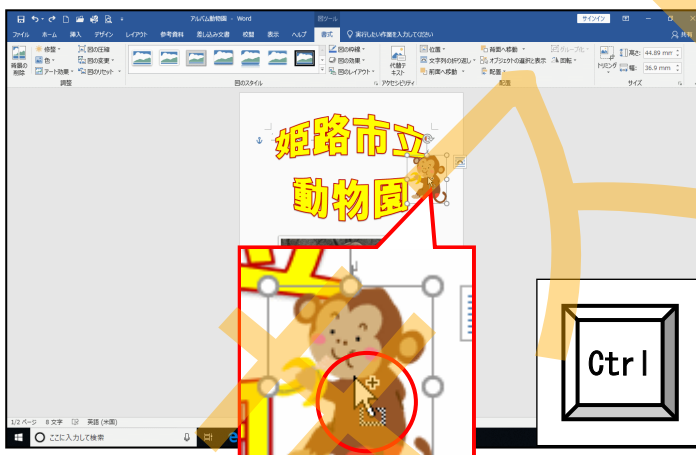 アルバム動物園 - Word
図ツール
サインイン
ファイル ホーム 挿入 デザイン レイアウト 参考資料 差し込み文書 校閲 表示 ヘルプ 書式 実行したい作業を入力してください 共有
背景の削除
修整
色
アート効果
図の圧縮
図の変更
図のリセット
調整
図のスタイル
図の枠線
図の効果
図のレイアウト
代替テキスト
アクセシビリティ
位置
文字列の折り返し
前面へ移動
背面へ移動
オブジェクトの選択と表示
配置
グループ化
回転
配置
トリミング
高さ: 44.89 mm
幅: 36.9 mm
サイズ
姫路市立
動物園
Ctrl
1/2 ページ 8 文字 英語 (米国)
ここに入力して検索